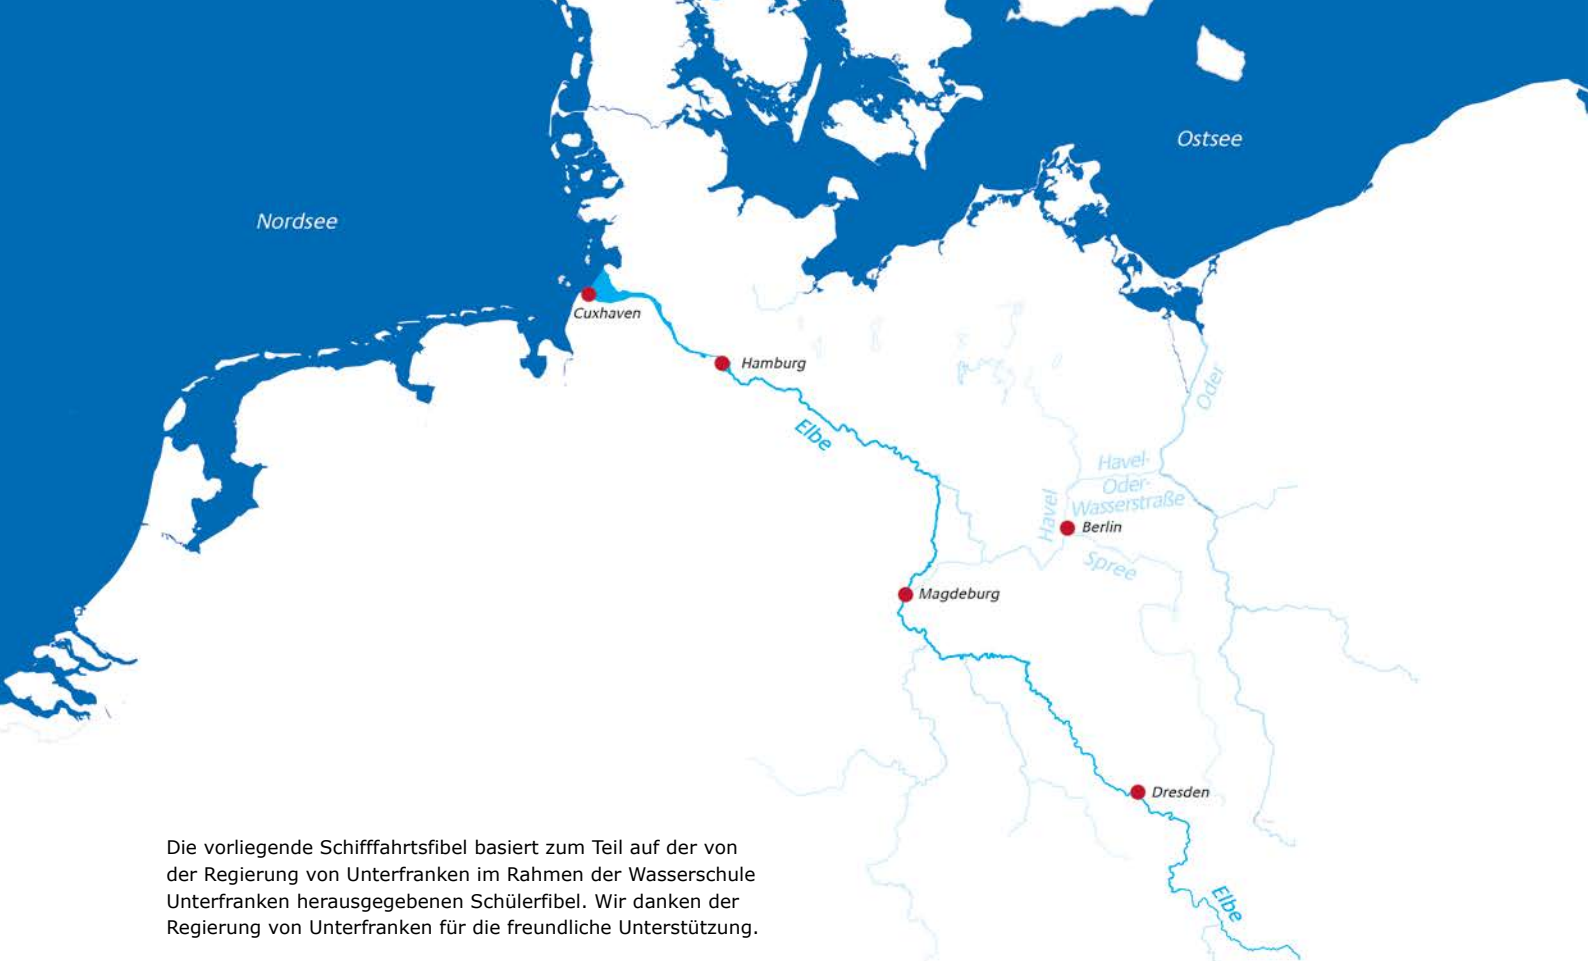 Ostsee
Nordsee
Cuxhaven
Hamburg
Oder
Elbe
Havel-
Oder-
Wasserstraße
Havel
Berlin
Spree
Magdeburg
Dresden
Elbe
Die vorliegende Schifffahrtsfibel basiert zum Teil auf der von
der Regierung von Unterfranken im Rahmen der Wasserschule
Unterfranken herausgegebenen Schülerfibel. Wir danken der
Regierung von Unterfranken für die freundliche Unterstützung.